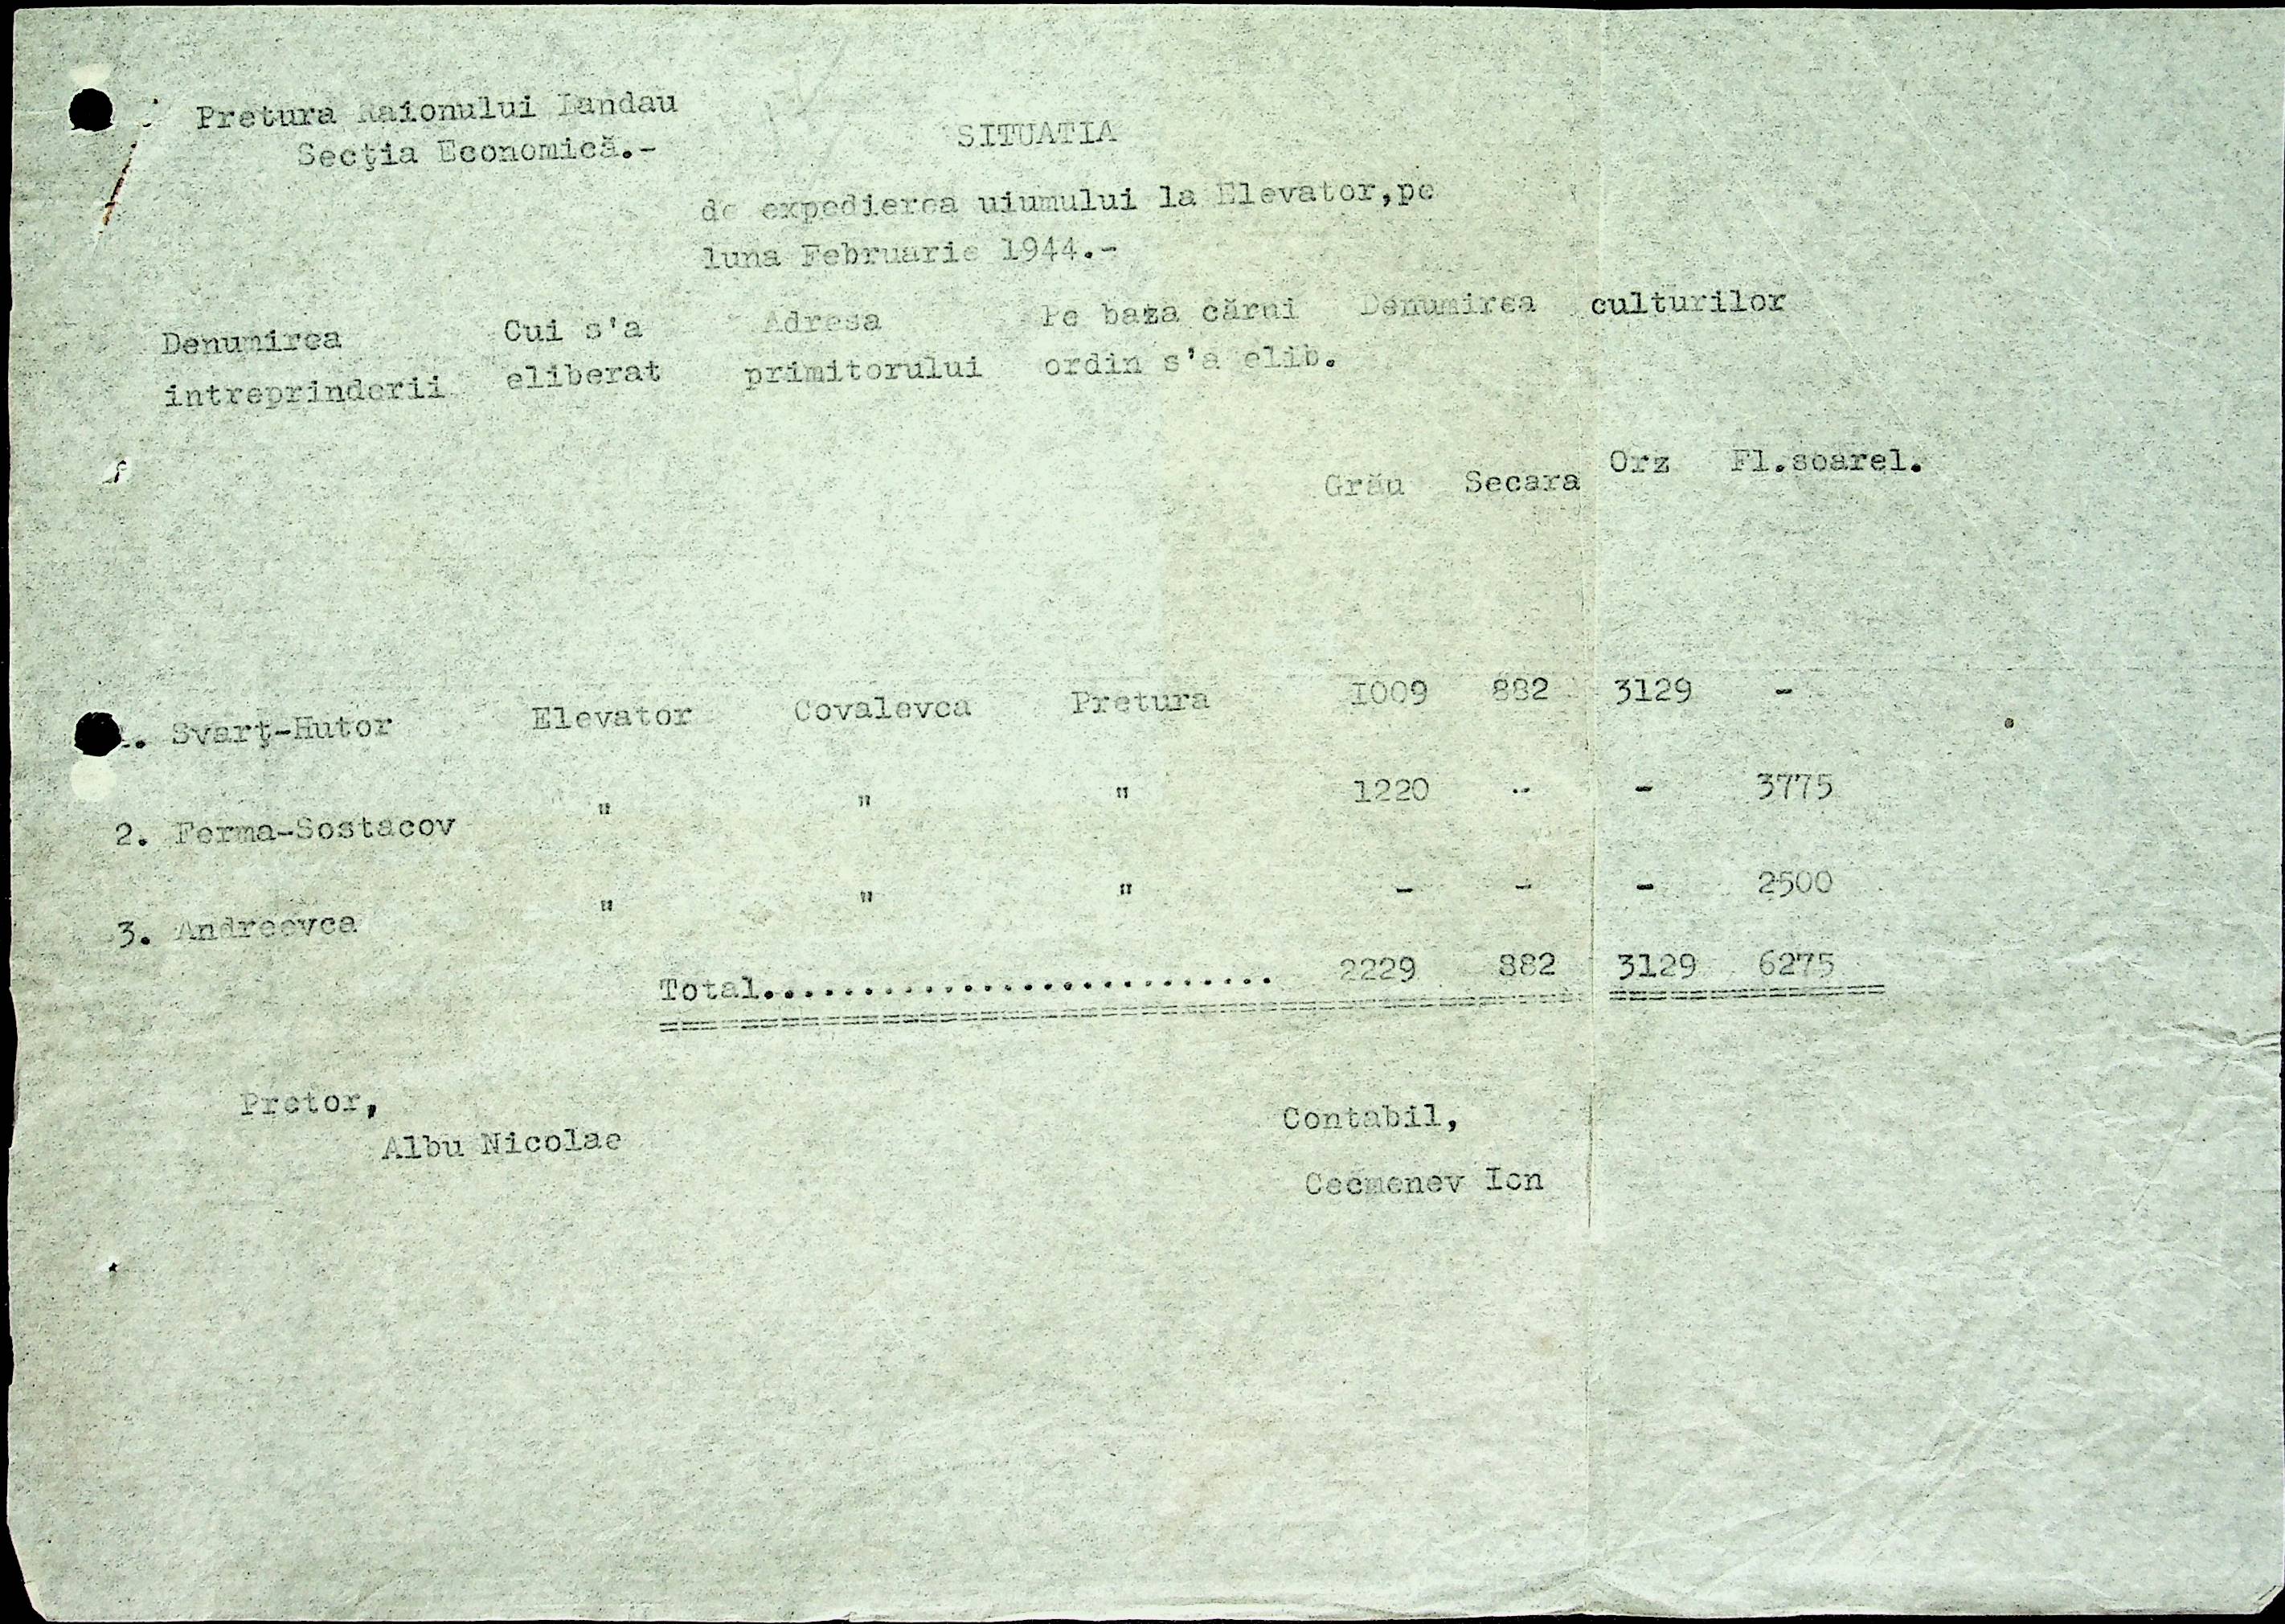 Pretura Raionului Landau
Secţia Economică.-
SITUATIA
de expedierea uiumului la Elevator,pe
luna Februarie 1944.-
Denumirea Cui s'a Adresa Pe baza cărni Denumirea culturilor
intreprinderii eliberat primitorului ordin s'a elib.
Grău Secara Orz Fl.soarel.
1. Svarţ-Hutor Elevator Covalevca Pretura I009 882 3129 -
2. Ferma-Sostacov " " " 1220 - - 3775
3. Andreevca " " " - - - 2500
Total.......................... 2229 882 3129 6275
Pretor,
Albu Nicolae
Contabil,
Cecmenev Ion